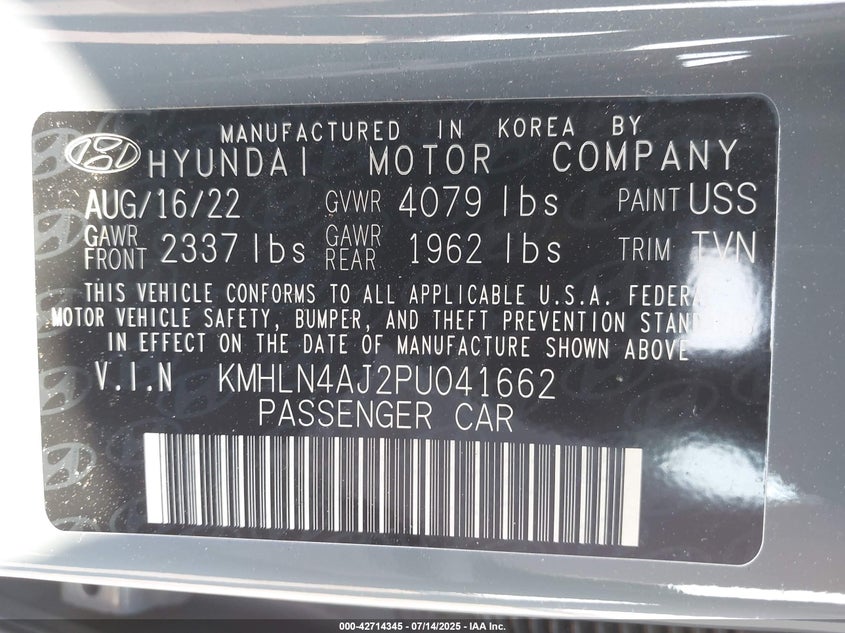 MANUFACTURED IN KOREA BY
HYUNDAI MOTOR COMPANY
AUG/16/22 GVWR 4079 lbs PAINT USS
GAWR FRONT 2337 lbs GAWR REAR 1962 lbs TRIM TVN
THIS VEHICLE CONFORMS TO ALL APPLICABLE U.S.A. FEDERA
MOTOR VEHICLE SAFETY, BUMPER, AND THEFT PREVENTION STAN
IN EFFECT ON THE DATE OF MANUFACTURE SHOWN ABOVE
V.I.N KMHLN4AJ2PU041662
PASSENGER CAR
000-42714345 / 07/14/2025 - IAA Inc.